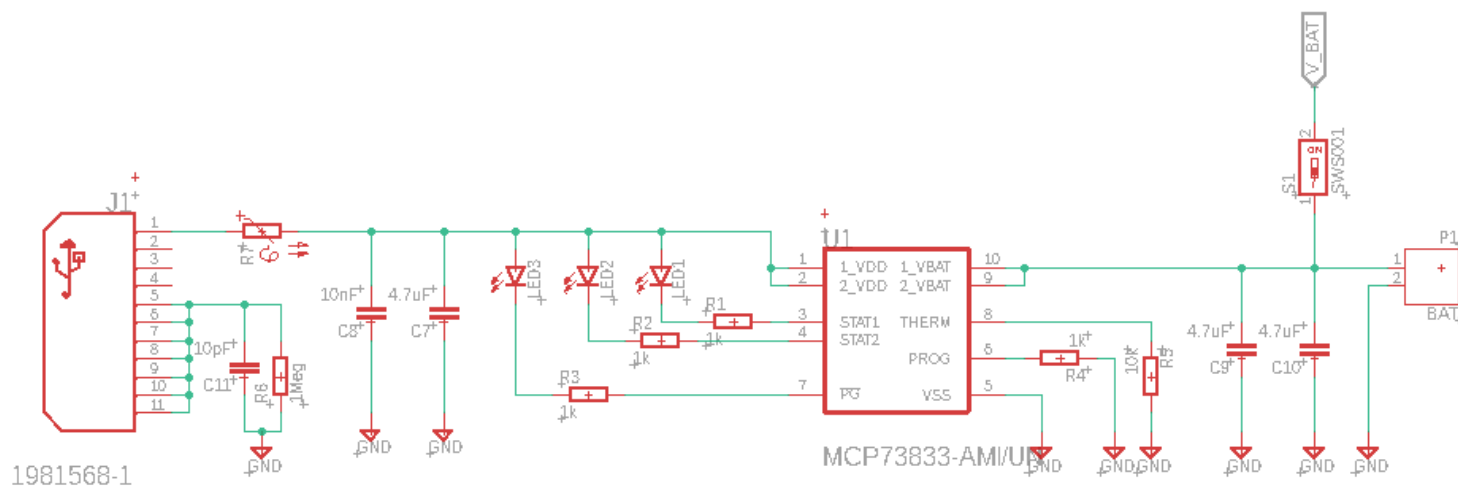 V_BAT
2
ON
S1
SWS001
1
J1
1
2
3
4
5
6
7
8
9
10
11
1981568-1
R7
10nF
C8
4.7uF
C7
10pF
C11
R6
1Meg
GND
GND
GND
LED3
LED2
LED1
R1
1k
R2
1k
R3
1k
U1
1
2
3
4
7
1_VDD
2_VDD
STAT1
STAT2
PG
1_VBAT
2_VBAT
THERM
PROG
VSS
10
9
8
6
5
MCP73833-AMI/UN
1k
R4
10k
R5
GND
GND
GND
4.7uF
C9
4.7uF
C10
GND
GND
GND
P1
1
2
BAT